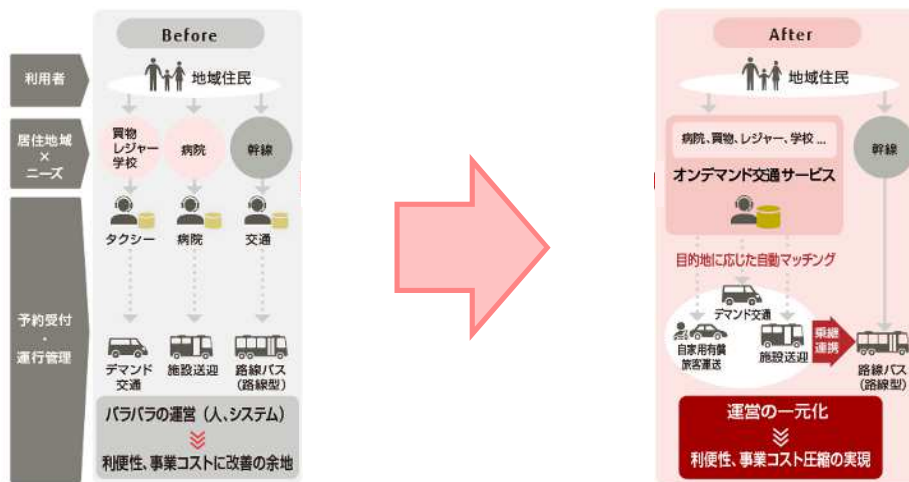 Before
利用者
地域住民
居住地域
×
ニーズ
買物
レジャー
学校
病院
幹線
タクシー
病院
交通
予約受付
・
運行管理
デマンド
交通
施設送迎
路線バス
(路線型)
バラバラの運営(人、システム)
利便性、事業コストに改善の余地
After
地域住民
病院、買物、レジャー、学校...
オンデマンド交通サービス
幹線
目的地に応じた自動マッチング
デマンド交通
自家用有償
旅客運送
施設送迎
乗継
連携
路線バス
(路線型)
運営の一元化
利便性、事業コスト圧縮の実現